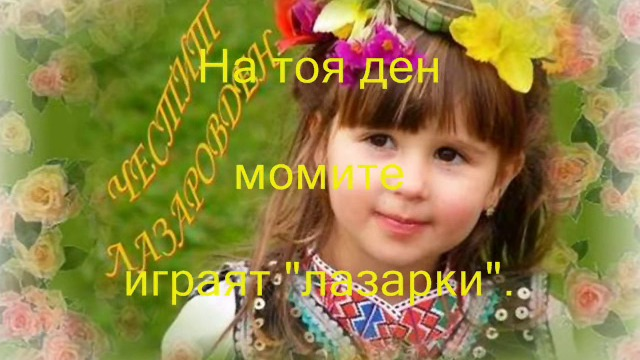 ЧЕСТИТ
ЛАЗАРОВДЕН
На тоя ден
момите
играят "лазарки".